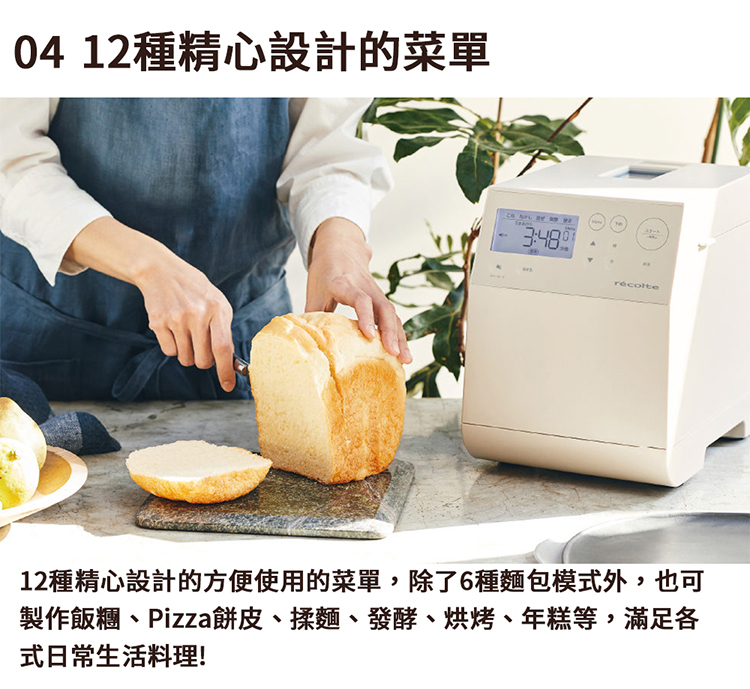 04 12種精心設計的菜單
3:48
récolte
12種精心設計的方便使用的菜單，除了6種麵包模式外，也可
製作飯糰、Pizza餅皮、揉麵、發酵、烘烤、年糕等，滿足各
式日常生活料理!